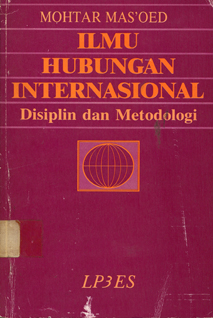 MOHTAR MAS'OED
ILMU
HUBUNGAN
INTERNASIONAL
Disiplin dan Metodologi
LP3ES